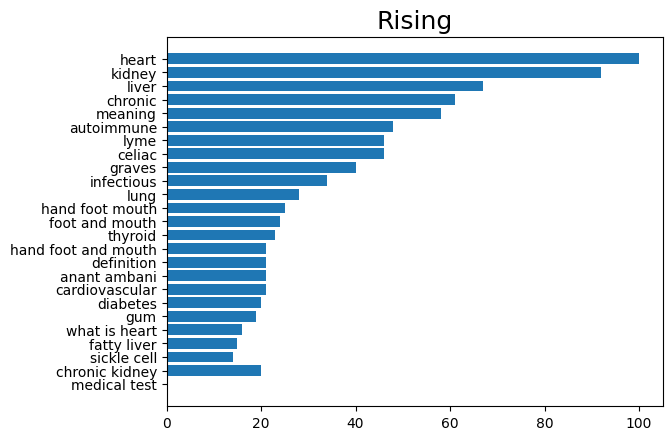 Rising
heart
kidney
liver
chronic
meaning
autoimmune
lyme
celiac
graves
infectious
lung
hand foot mouth
foot and mouth
thyroid
hand foot and mouth
definition
anant ambani
cardiovascular
diabetes
gum
what is heart
fatty liver
sickle cell
chronic kidney
medical test
0 20 40 60 80 100